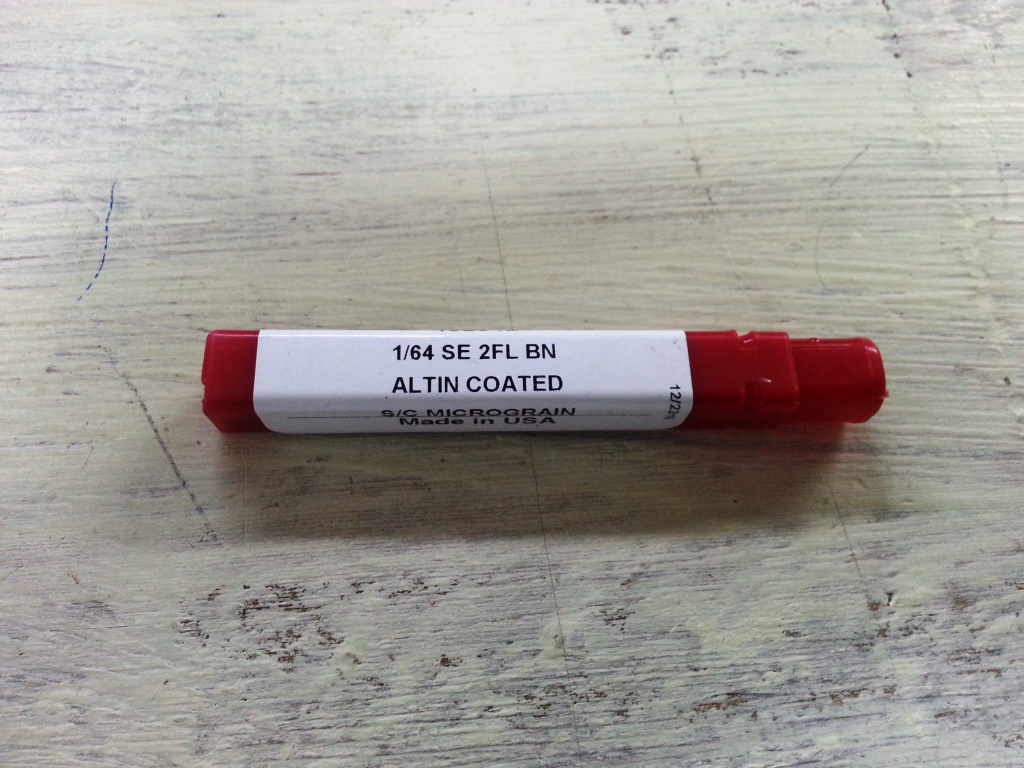 1/64 SE 2FL BN
ALTIN COATED
S/C MICROGRAIN
Made in USA